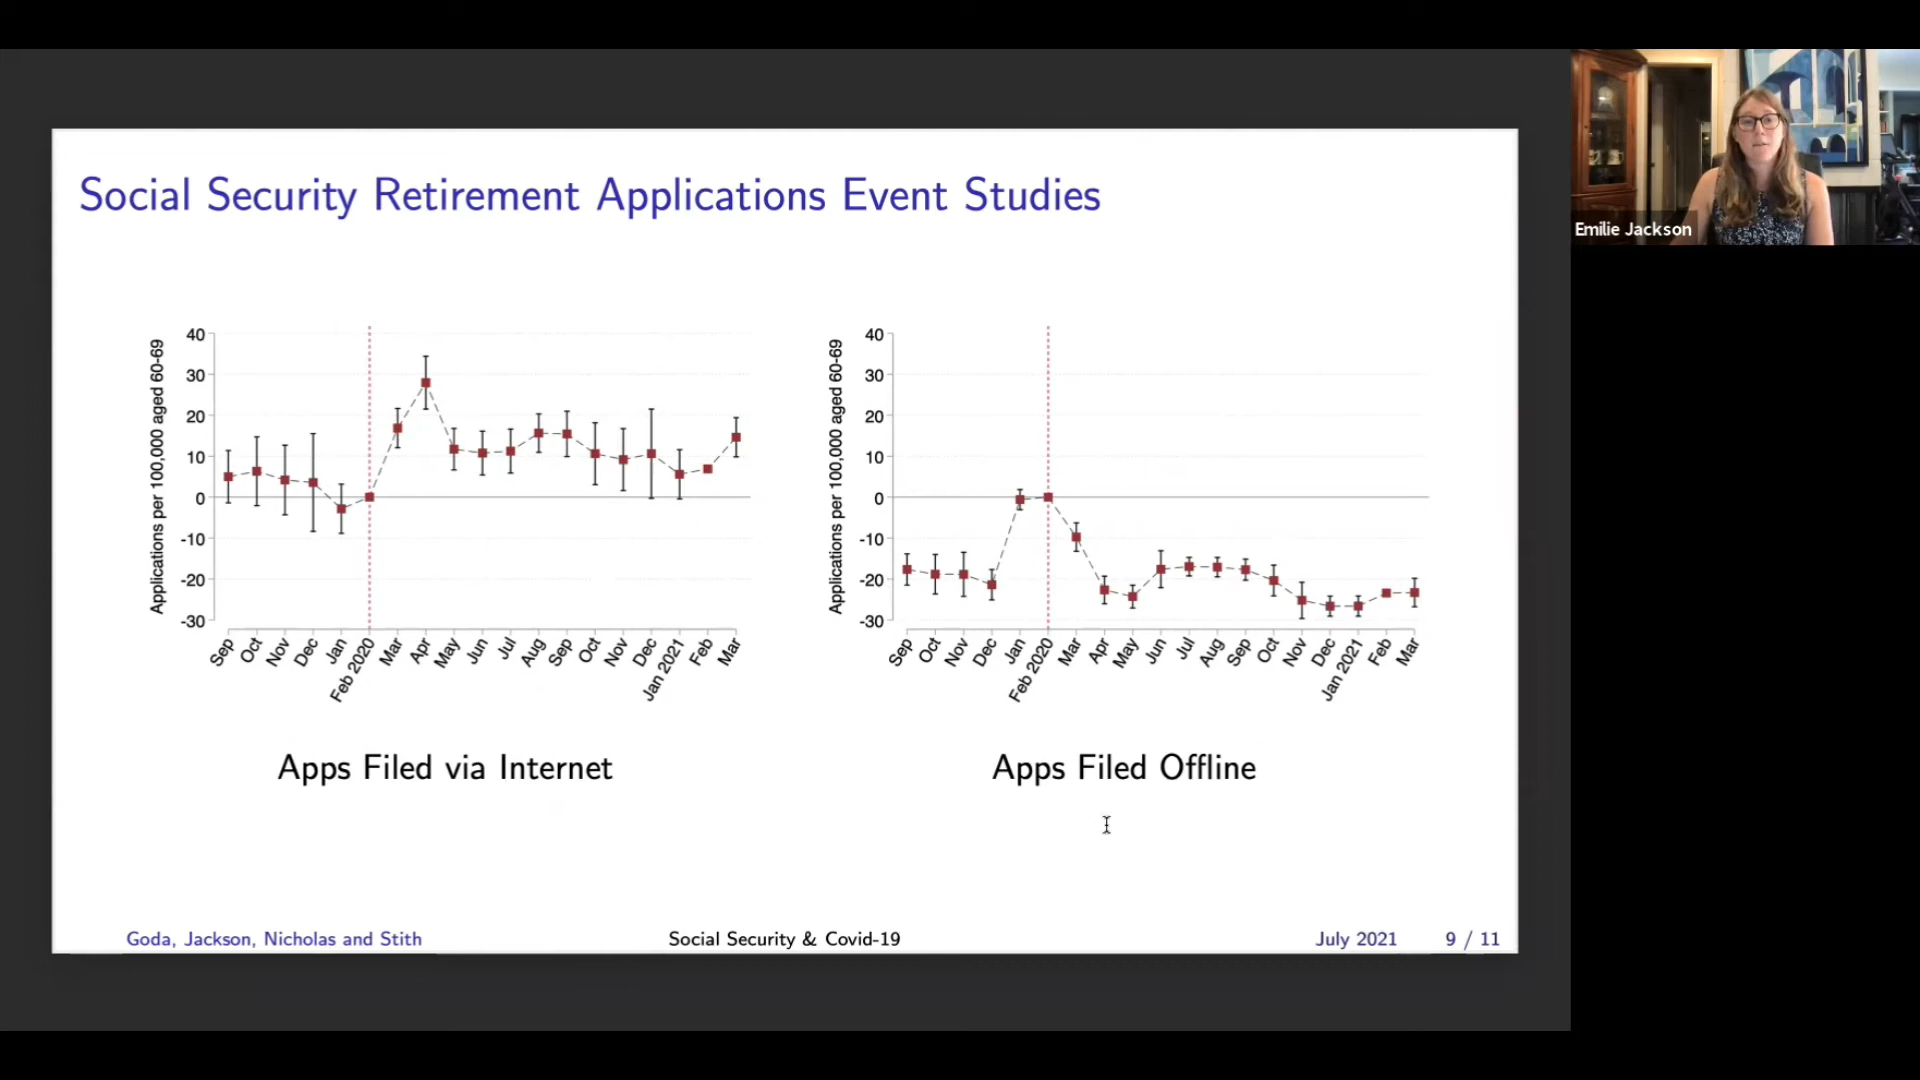 Social Security Retirement Applications Event Studies
Emilie Jackson
Applications per 100,000 aged 60-69
40
30
20
10
0
-10
-20
-30
Sep Oct Nov Dec Jan Feb 2020 Mar Apr May Jun Jul Aug Sep Oct Nov Dec Jan 2021 Feb Mar
Apps Filed via Internet
Applications per 100,000 aged 60-69
40
30
20
10
0
-10
-20
-30
Sep Oct Nov Dec Jan Feb 2020 Mar Apr May Jun Jul Aug Sep Oct Nov Dec Jan 2021 Feb Mar
Apps Filed Offline
Goda, Jackson, Nicholas and Stith Social Security & Covid-19 July 2021 9 / 11